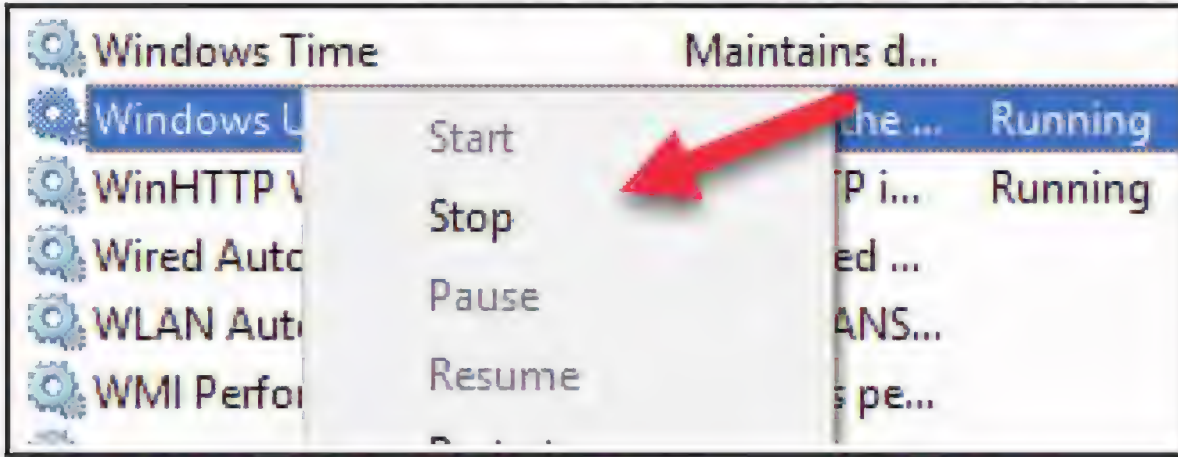 Windows Time Maintains d...
Windows U the ... Running
Start
WinHTTP P i... Running
Stop
Wired Auto ed ...
Pause
WLAN Aut ANS...
Resume
WMI Perfor s pe...